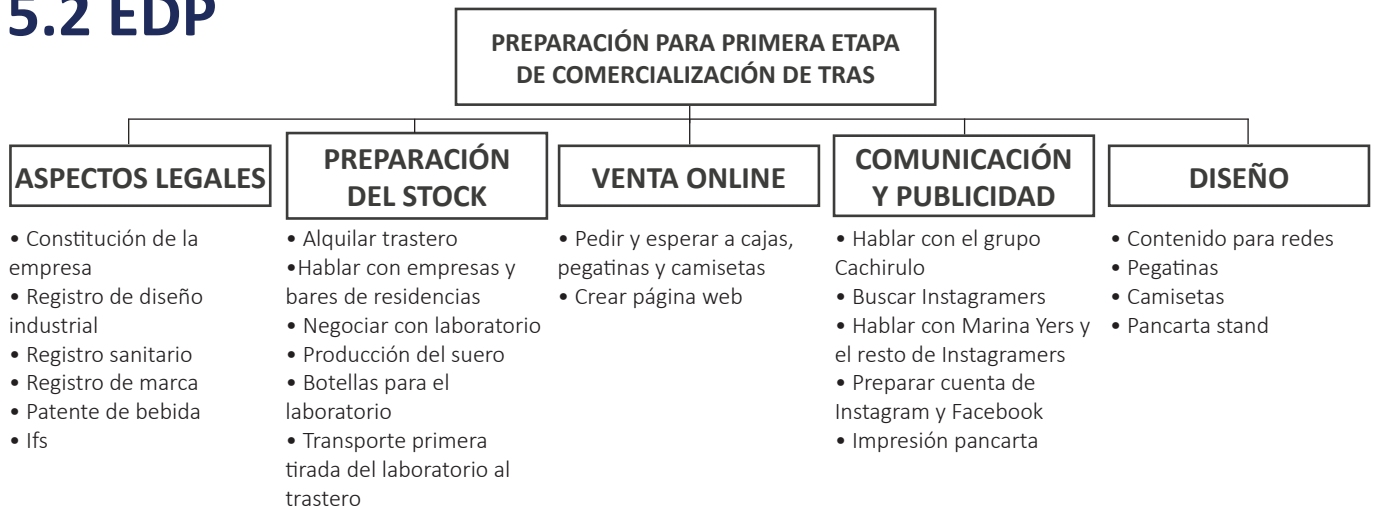 5.2 EDP
PREPARACIÓN PARA PRIMERA ETAPA
DE COMERCIALIZACIÓN DE TRAS
ASPECTOS LEGALES
• Constitución de la
empresa
• Registro de diseño
industrial
• Registro sanitario
• Registro de marca
• Patente de bebida
• Ifs
PREPARACIÓN
DEL STOCK
• Alquilar trastero
•Hablar con empresas y
bares de residencias
• Negociar con laboratorio
• Producción del suero
• Botellas para el
laboratorio
• Transporte primera
tirada del laboratorio al
trastero
VENTA ONLINE
• Pedir y esperar a cajas,
pegatinas y camisetas
• Crear página web
COMUNICACIÓN
Y PUBLICIDAD
• Hablar con el grupo
Cachirulo
• Buscar Instagramers
• Hablar con Marina Yers y
el resto de Instagramers
• Preparar cuenta de
Instagram y Facebook
• Impresión pancarta
DISEÑO
• Contenido para redes
• Pegatinas
• Camisetas
• Pancarta stand